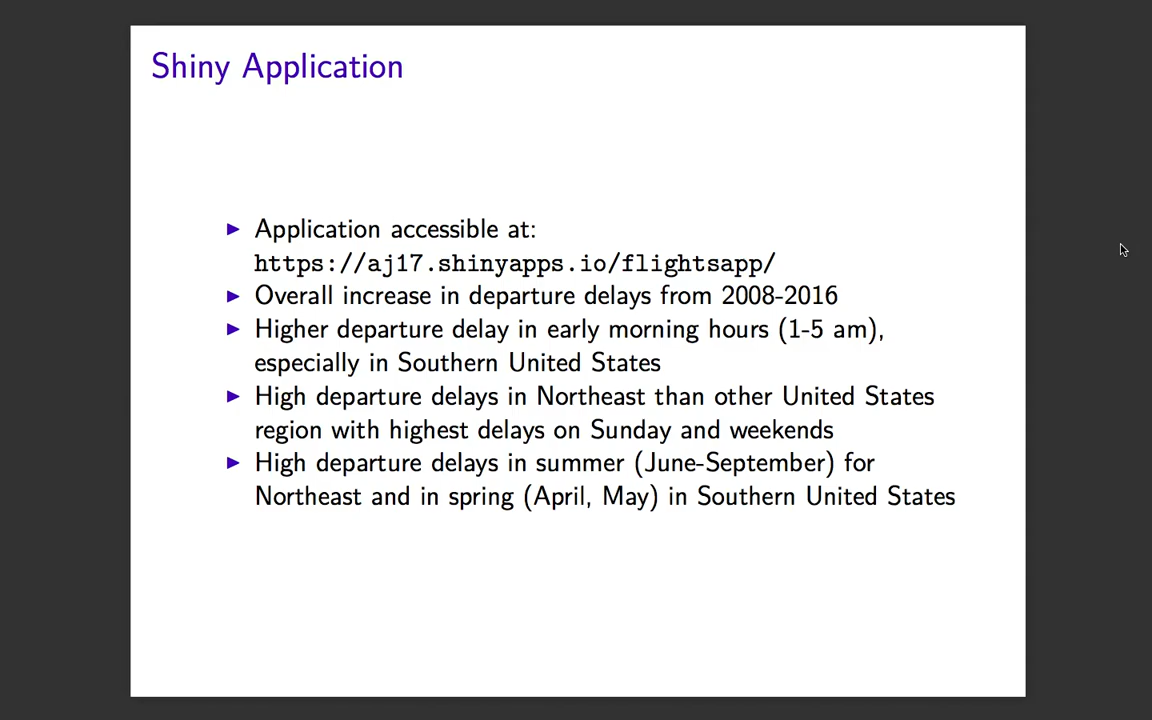 Shiny Application
▶ Application accessible at:
https://aj17.shinyapps.io/flightsapp/
▶ Overall increase in departure delays from 2008-2016
▶ Higher departure delay in early morning hours (1-5 am),
especially in Southern United States
▶ High departure delays in Northeast than other United States
region with highest delays on Sunday and weekends
▶ High departure delays in summer (June-September) for
Northeast and in spring (April, May) in Southern United States